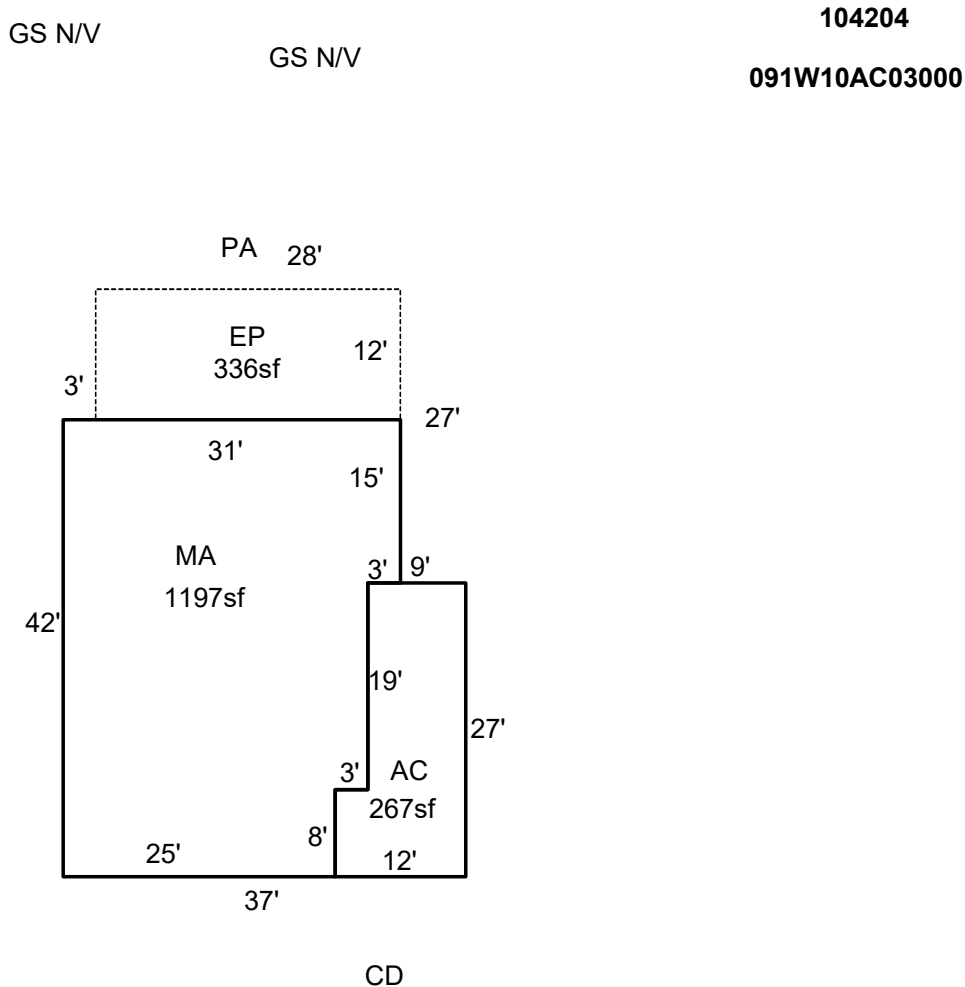 104204
GS N/V
GS N/V
091W10AC03000
PA 28'
EP
336sf
12'
3'
27'
31'
15'
MA
1197sf
3' 9'
42'
19'
27'
3'
AC
267sf
8'
25'
12'
37'
CD